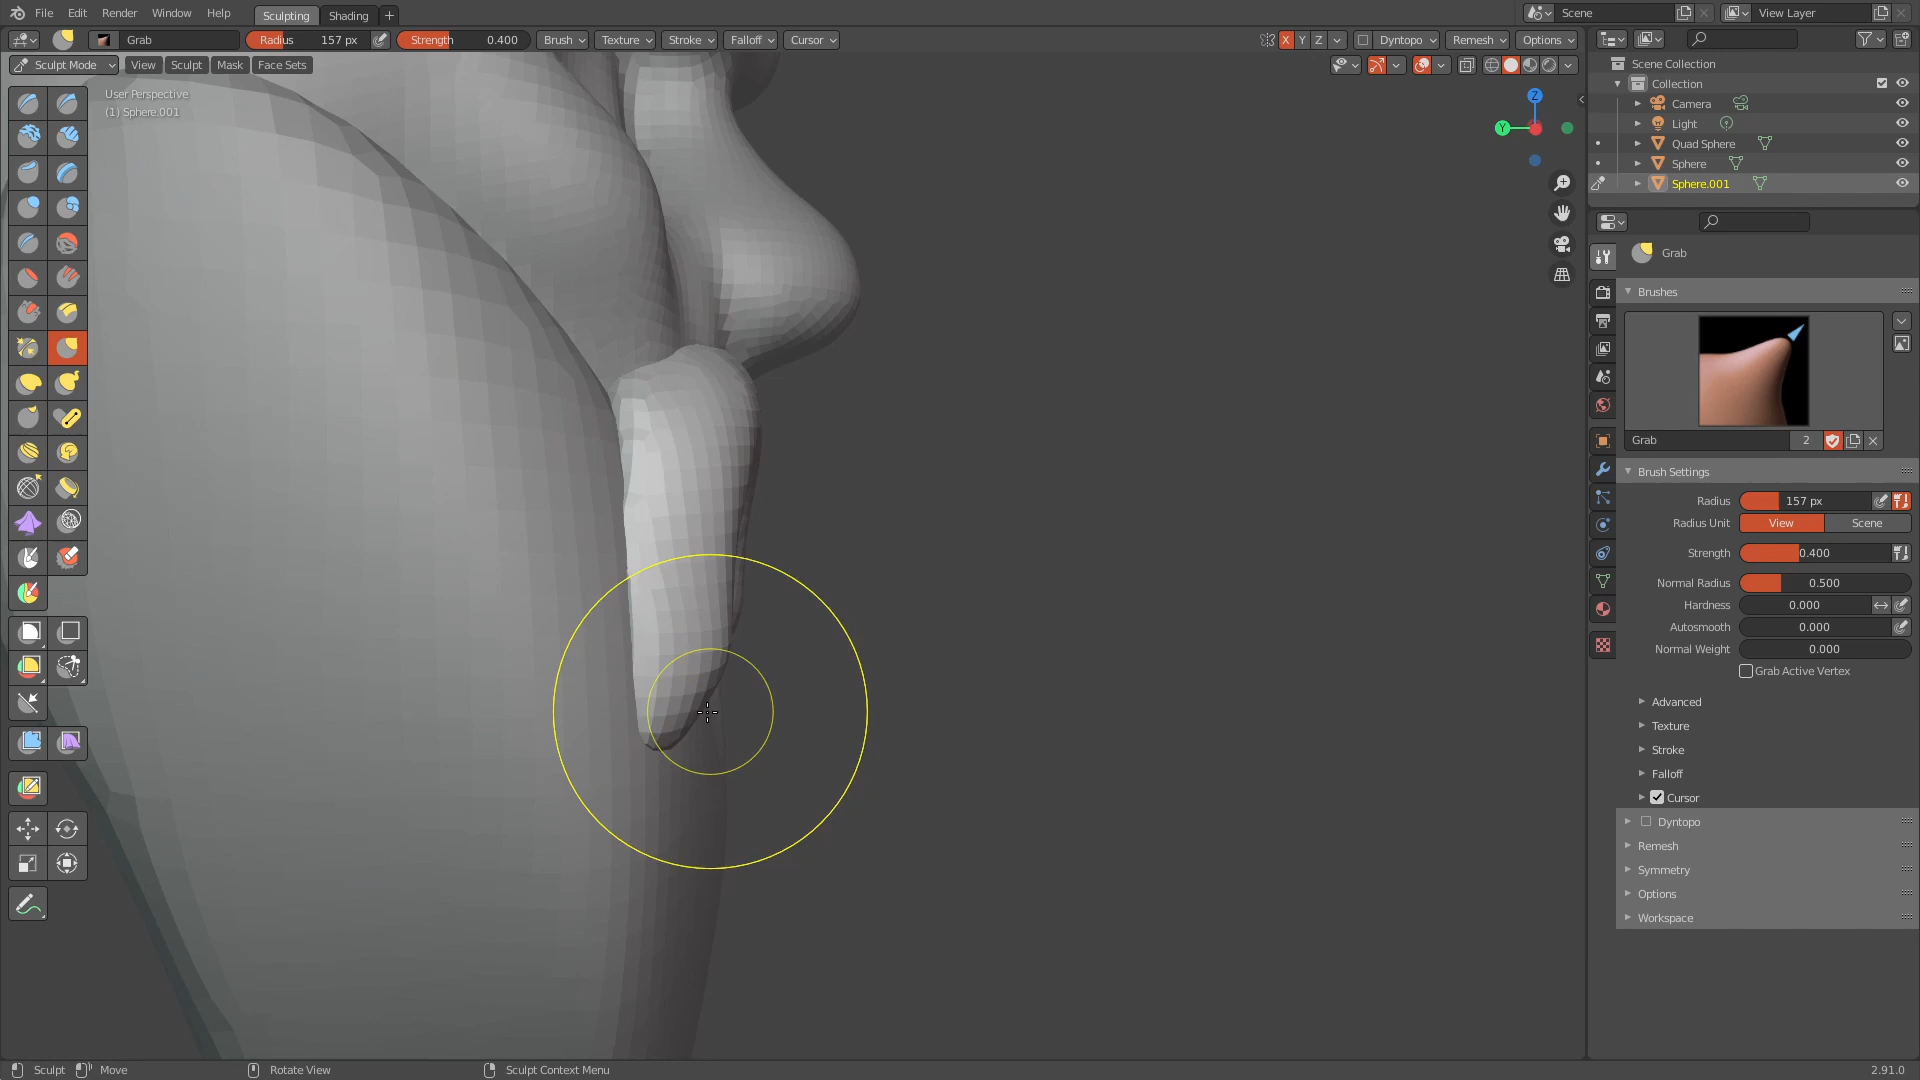 File Edit Render Window Help Sculpting Shading + Scene View Layer
Grab Radius 157 px Strength 0.400 Brush Texture Stroke Falloff Cursor X Y Z Dyntopo Remesh Options
Sculpt Mode View Sculpt Mask Face Sets
User Perspective
(1) Sphere.001
Z
Y
Scene Collection
Collection
Camera
Light
Quad Sphere
Sphere
Sphere.001
Grab
Brushes
Grab 2
Brush Settings
Radius 157 px
Radius Unit View Scene
Strength 0.400
Normal Radius 0.500
Hardness 0.000
Autosmooth 0.000
Normal Weight 0.000
Grab Active Vertex
Advanced
Texture
Stroke
Falloff
Cursor
Dyntopo
Remesh
Symmetry
Options
Workspace
Sculpt Move Rotate View Sculpt Context Menu 2.91.0